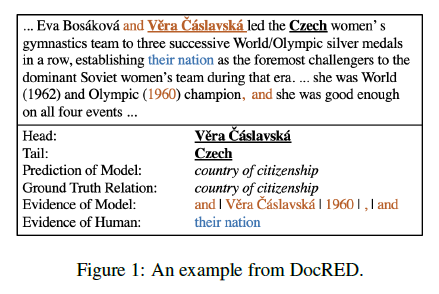 ... Eva Bosáková and Věra Čáslavská led the Czech women's
gymnastics team to three successive World/Olympic silver medals
in a row, establishing their nation as the foremost challengers to the
dominant Soviet women's team during that era. ... she was World
(1962) and Olympic (1960) champion, and she was good enough
on all four events ...
Head: Věra Čáslavská
Tail: Czech
Prediction of Model: country of citizenship
Ground Truth Relation: country of citizenship
Evidence of Model: and | Věra Čáslavská | 1960 | , | and
Evidence of Human: their nation
Figure 1: An example from DocRED.